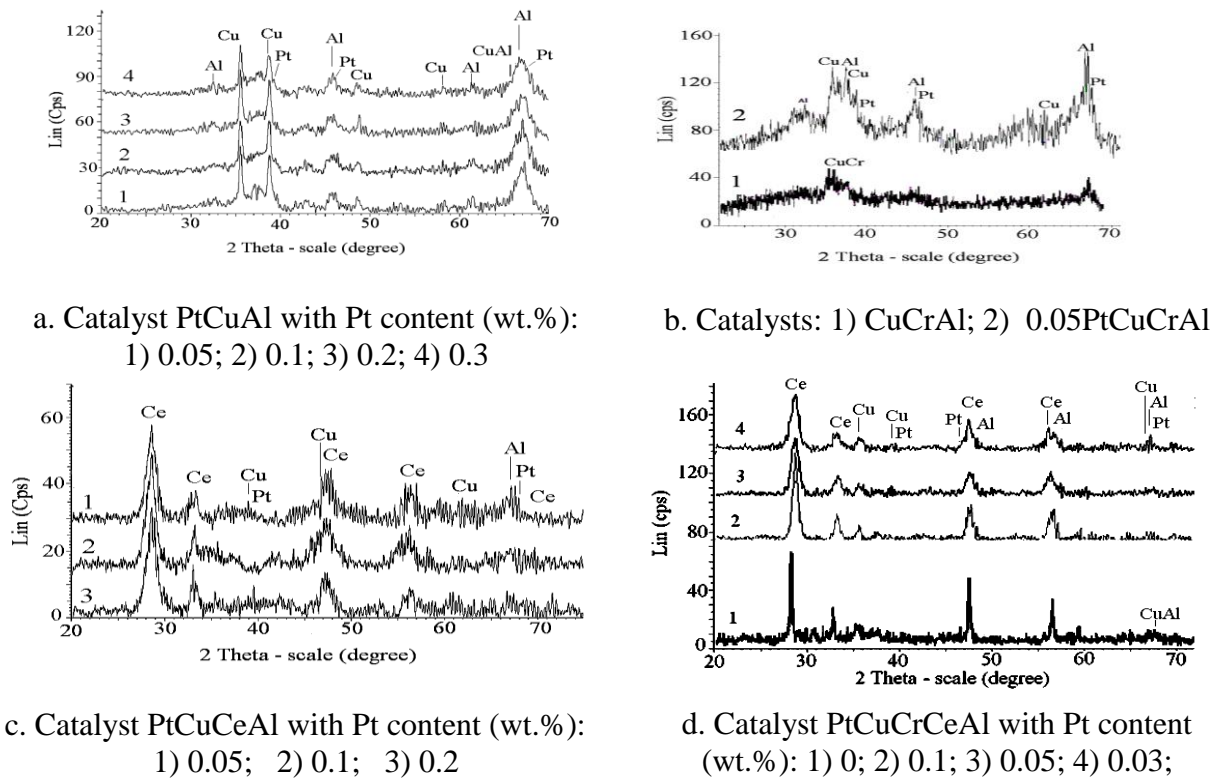 Lin (Cps)
120
90
60
30
0
4
3
2
1
Al
Cu
Cu
Pt
Al
Pt
Cu
Cu
Al
CuAl
Al
Pt
20 30 40 50 60 70
2 Theta - scale (degree)
a. Catalyst PtCuAl with Pt content (wt.%):
1) 0.05; 2) 0.1; 3) 0.2; 4) 0.3
Lin (cps)
160
120
80
40
0
2
1
Al
Cu
Al
Cu
Pt
Al
Pt
Cu
Al
Pt
CuCr
30 40 50 60 70
2 Theta - scale (degree)
b. Catalysts: 1) CuCrAl; 2) 0.05PtCuCrAl
Lin (Cps)
60
40
20
0
1
2
3
Ce
Ce
Cu
Pt
Cu
Ce
Ce
Cu
Al
Pt
Ce
20 30 40 50 60 70
2 Theta - scale (degree)
c. Catalyst PtCuCeAl with Pt content (wt.%):
1) 0.05; 2) 0.1; 3) 0.2
Lin (cps)
160
120
80
40
0
4
3
2
1
Ce
Ce
Cu
Cu
Pt
Pt
Ce
Al
Ce
Al
Cu
Al
Pt
CuAl
20 30 40 50 60 70
2 Theta - scale (degree)
d. Catalyst PtCuCrCeAl with Pt content
(wt.%): 1) 0; 2) 0.1; 3) 0.05; 4) 0.03;